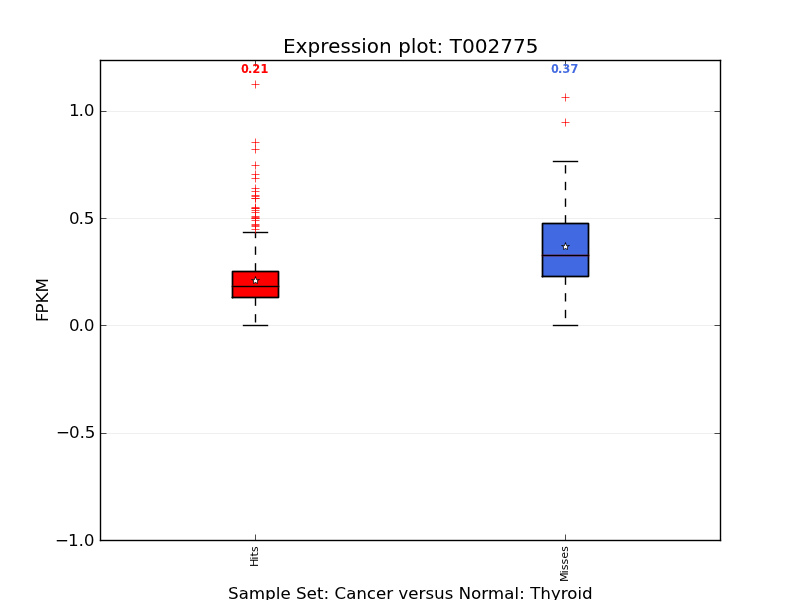 Expression plot: T002775
0.21
0.37
1.0
0.5
0.0
−0.5
−1.0
FPKM
Hits
Misses
Sample Set: Cancer versus Normal: Thyroid